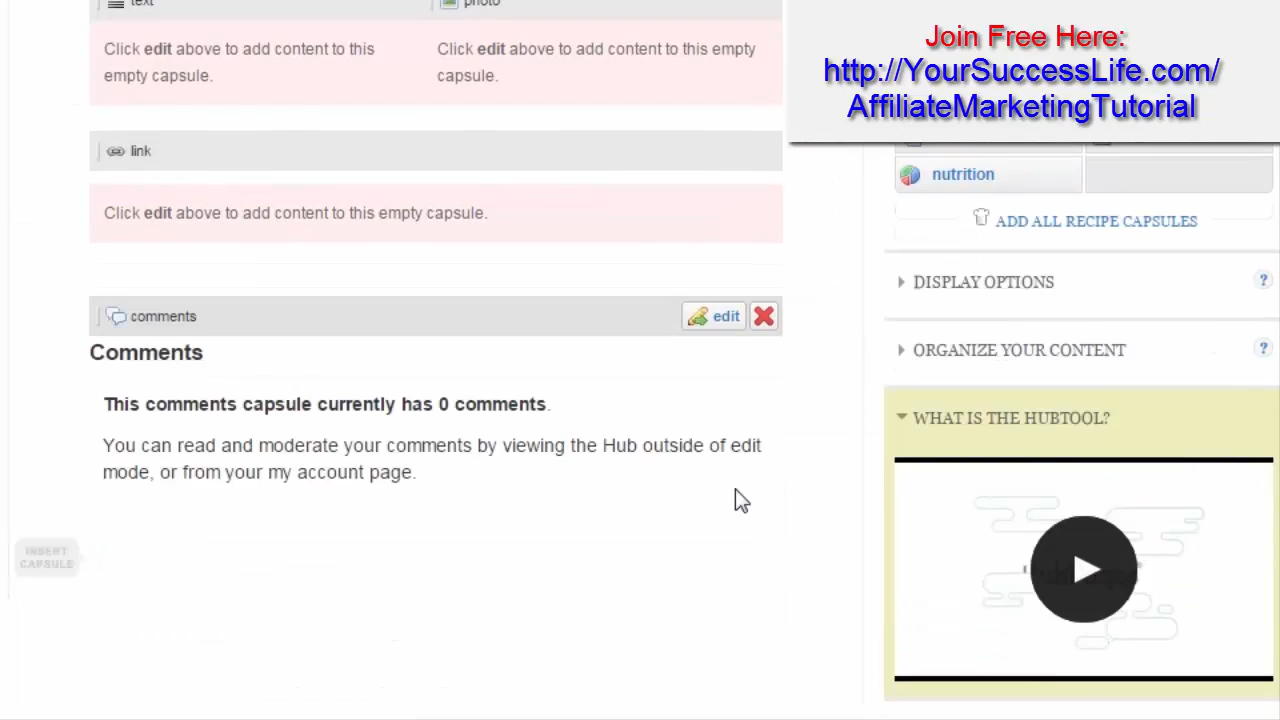 text
photo
Click edit above to add content to this
empty capsule.
Click edit above to add content to this empty
capsule.
link
Click edit above to add content to this empty capsule.
comments
edit
Comments
This comments capsule currently has 0 comments.
You can read and moderate your comments by viewing the Hub outside of edit
mode, or from your my account page.
INSERT
CAPSULE
Join Free Here:
http://YourSuccessLife.com/
AffiliateMarketingTutorial
nutrition
ADD ALL RECIPE CAPSULES
DISPLAY OPTIONS
?
ORGANIZE YOUR CONTENT
?
WHAT IS THE HUBTOOL?